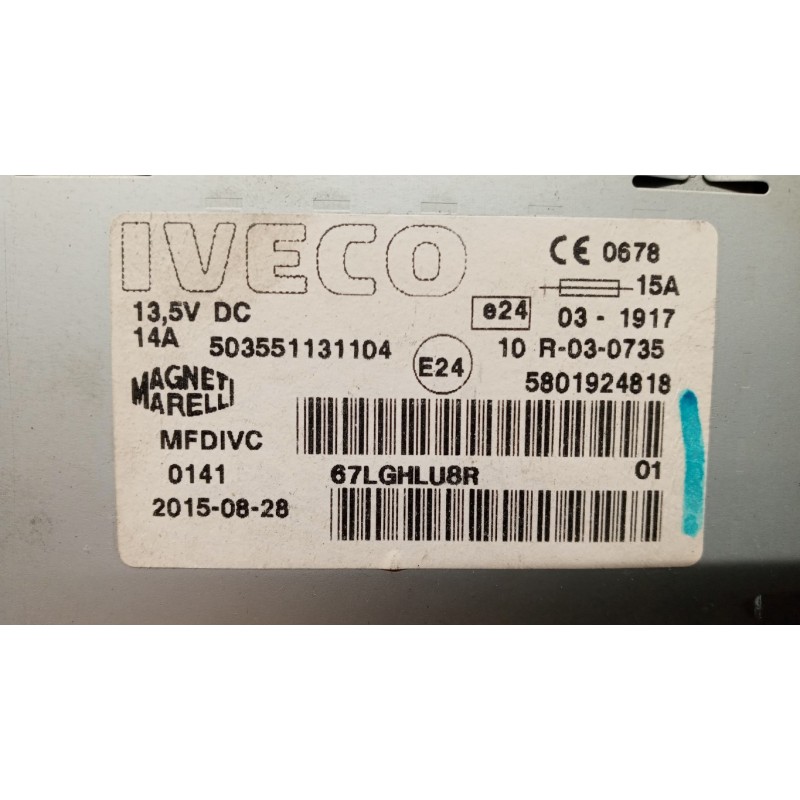 IVECO
CE 0678
15A
13,5V DC
e24 03 - 1917
14A 503551131104
E24 10 R-03-0735
5801924818
MAGNETI
MARELLI
MFDIVC
0141 67LGHLU8R 01
2015-08-28